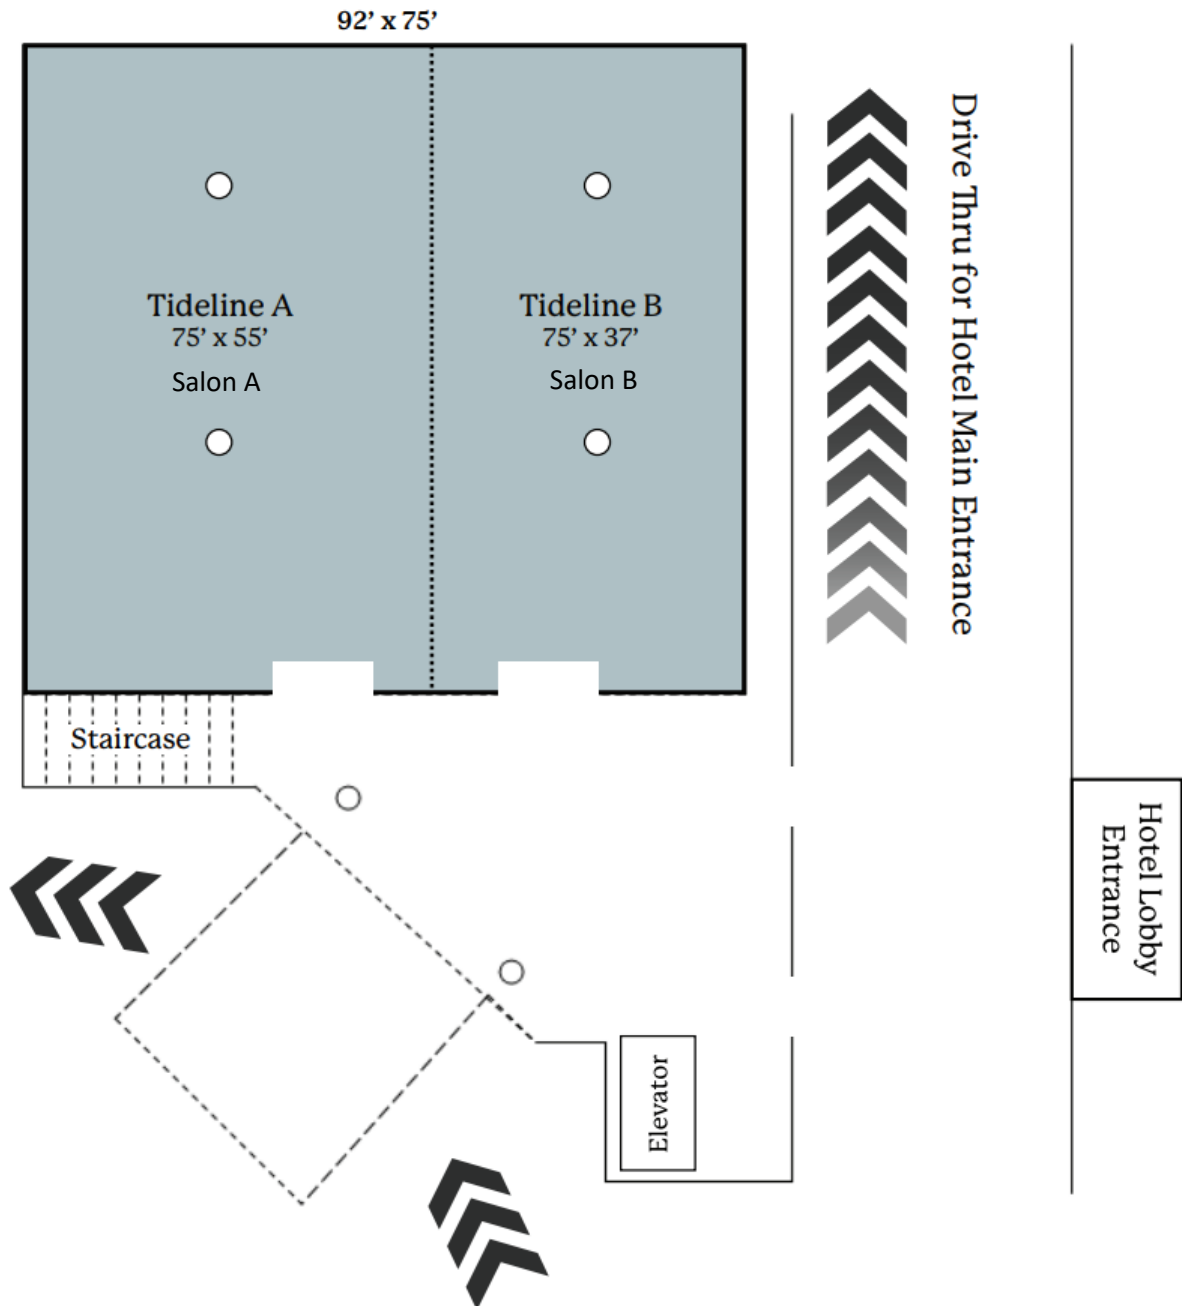 92’ x 75’
Tideline A
75’ x 55’
Salon A
Tideline B
75’ x 37’
Salon B
Drive Thru for Hotel Main Entrance
Staircase
Hotel Lobby
Entrance
Elevator